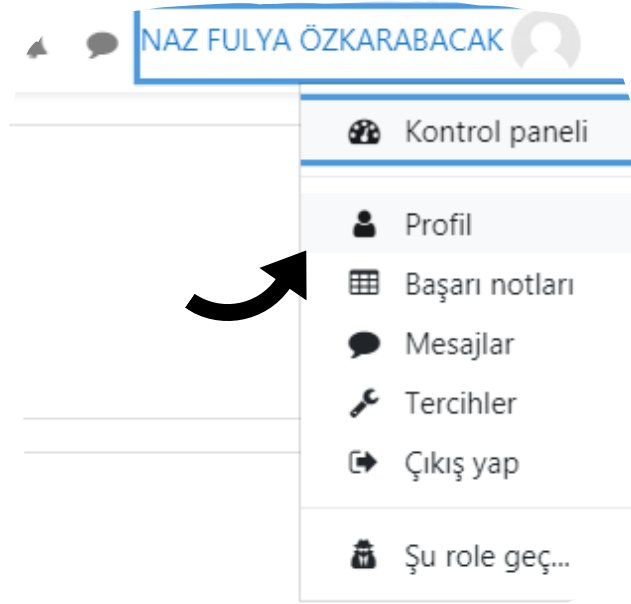 NAZ FULYA ÖZKARABACAK
Kontrol paneli
Profil
Başarı notları
Mesajlar
Tercihler
Çıkış yap
Şu role geç...